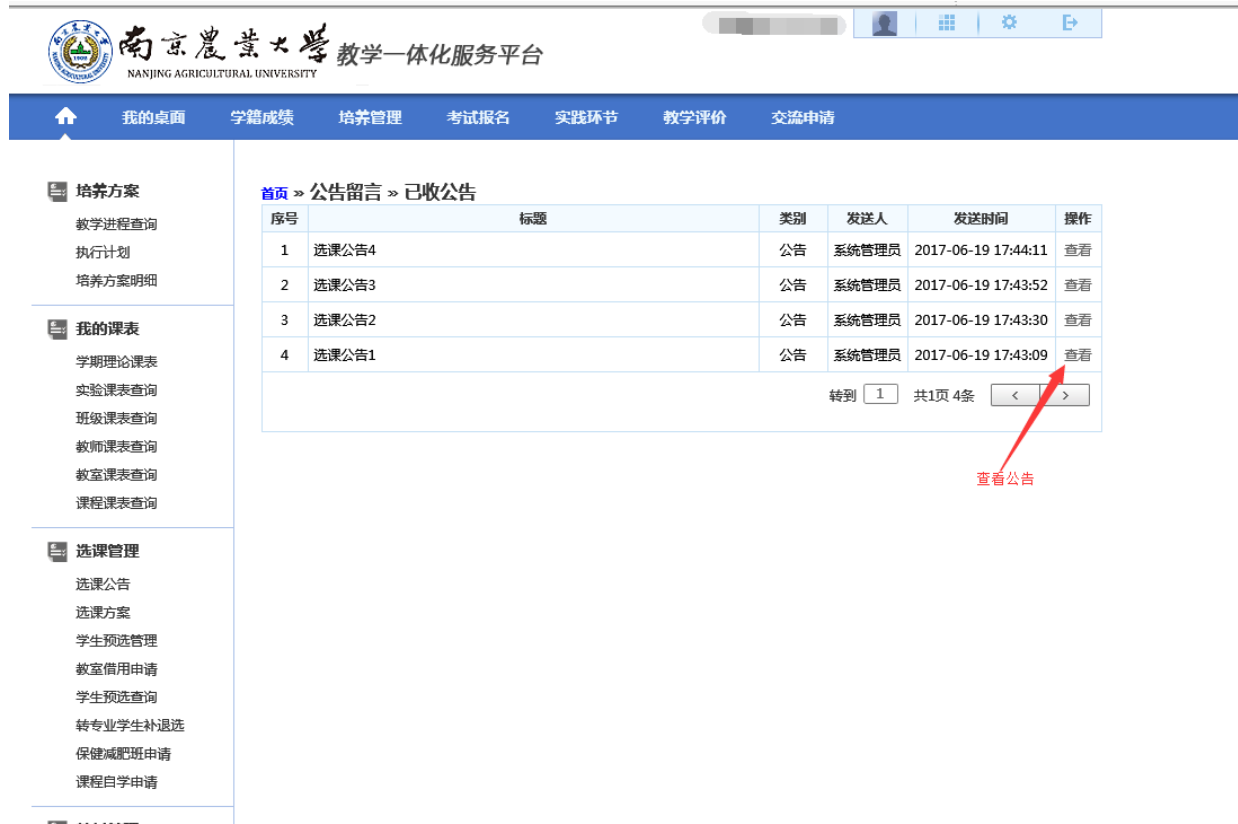 南京農業大學 教学一体化服务平台
NANJING AGRICULTURAL UNIVERSITY
我的桌面 学籍成绩 培养管理 考试报名 实践环节 教学评价 交流申请
培养方案
教学进程查询
执行计划
培养方案明细
我的课表
学期理论课表
实验课表查询
班级课表查询
教师课表查询
教室课表查询
课程课表查询
选课管理
选课公告
选课方案
学生预选管理
教室借用申请
学生预选查询
转专业学生补退选
保健减肥班申请
课程自学申请
首页 » 公告留言 » 已收公告
序号 标题 类别 发送人 发送时间 操作
1 选课公告4 公告 系统管理员 2017-06-19 17:44:11 查看
2 选课公告3 公告 系统管理员 2017-06-19 17:43:52 查看
3 选课公告2 公告 系统管理员 2017-06-19 17:43:30 查看
4 选课公告1 公告 系统管理员 2017-06-19 17:43:09 查看
转到 1 共1页 4条 < >
查看公告